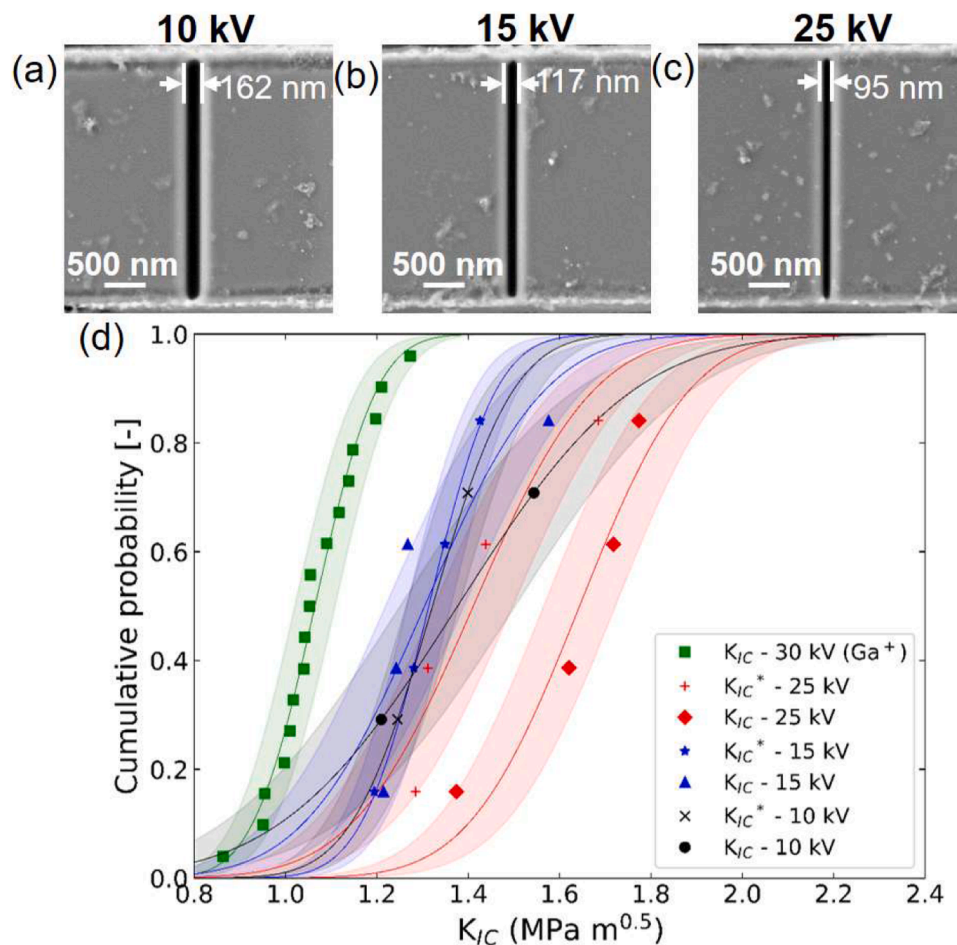 10 kV
15 kV
25 kV
(a)
162 nm
500 nm
(b)
117 nm
500 nm
(c)
95 nm
500 nm
(d)
Cumulative probability [-]
1.0
0.8
0.6
0.4
0.2
0.0
0.8 1.0 1.2 1.4 1.6 1.8 2.0 2.2 2.4
K_IC (MPa m^0.5)
K_IC - 30 kV (Ga^+)
K_IC^* - 25 kV
K_IC - 25 kV
K_IC^* - 15 kV
K_IC - 15 kV
K_IC^* - 10 kV
K_IC - 10 kV